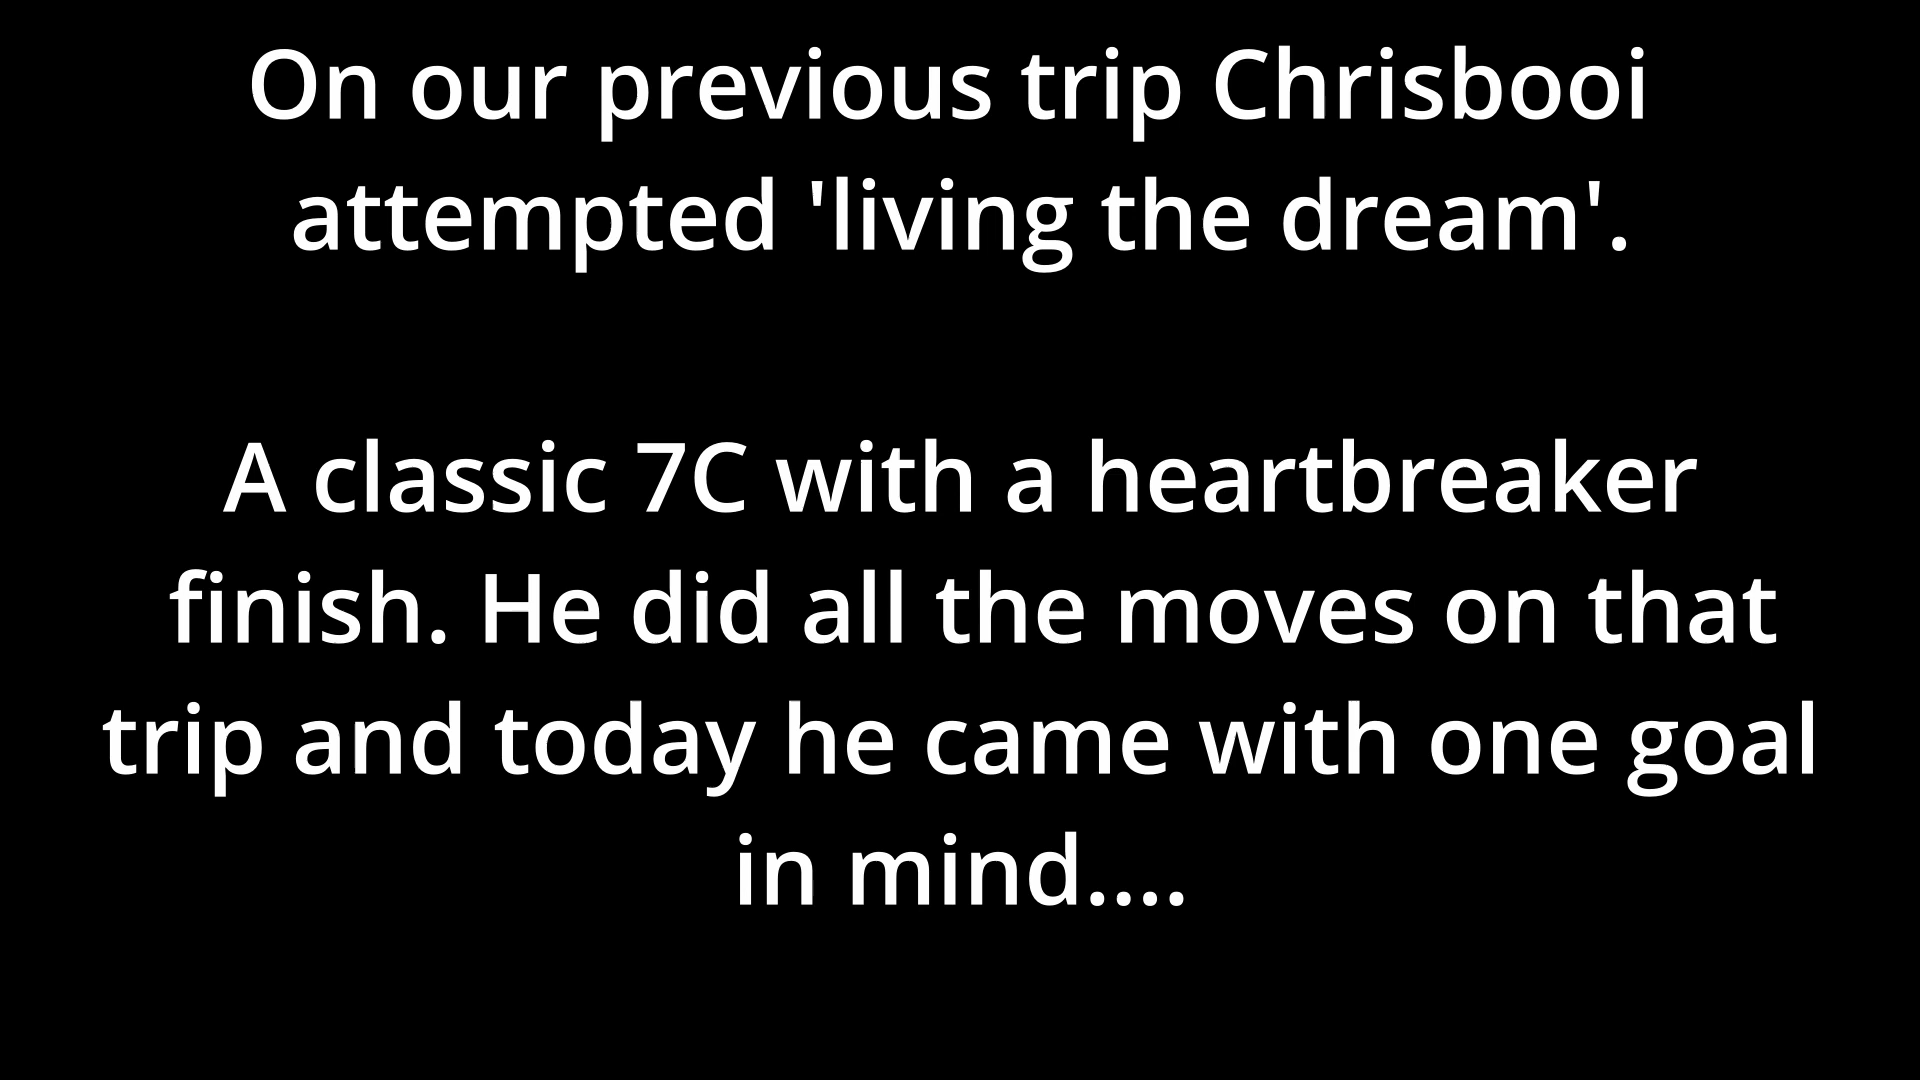 On our previous trip Chrisbooi
attempted 'living the dream'.
A classic 7C with a heartbreaker
finish. He did all the moves on that
trip and today he came with one goal
in mind....